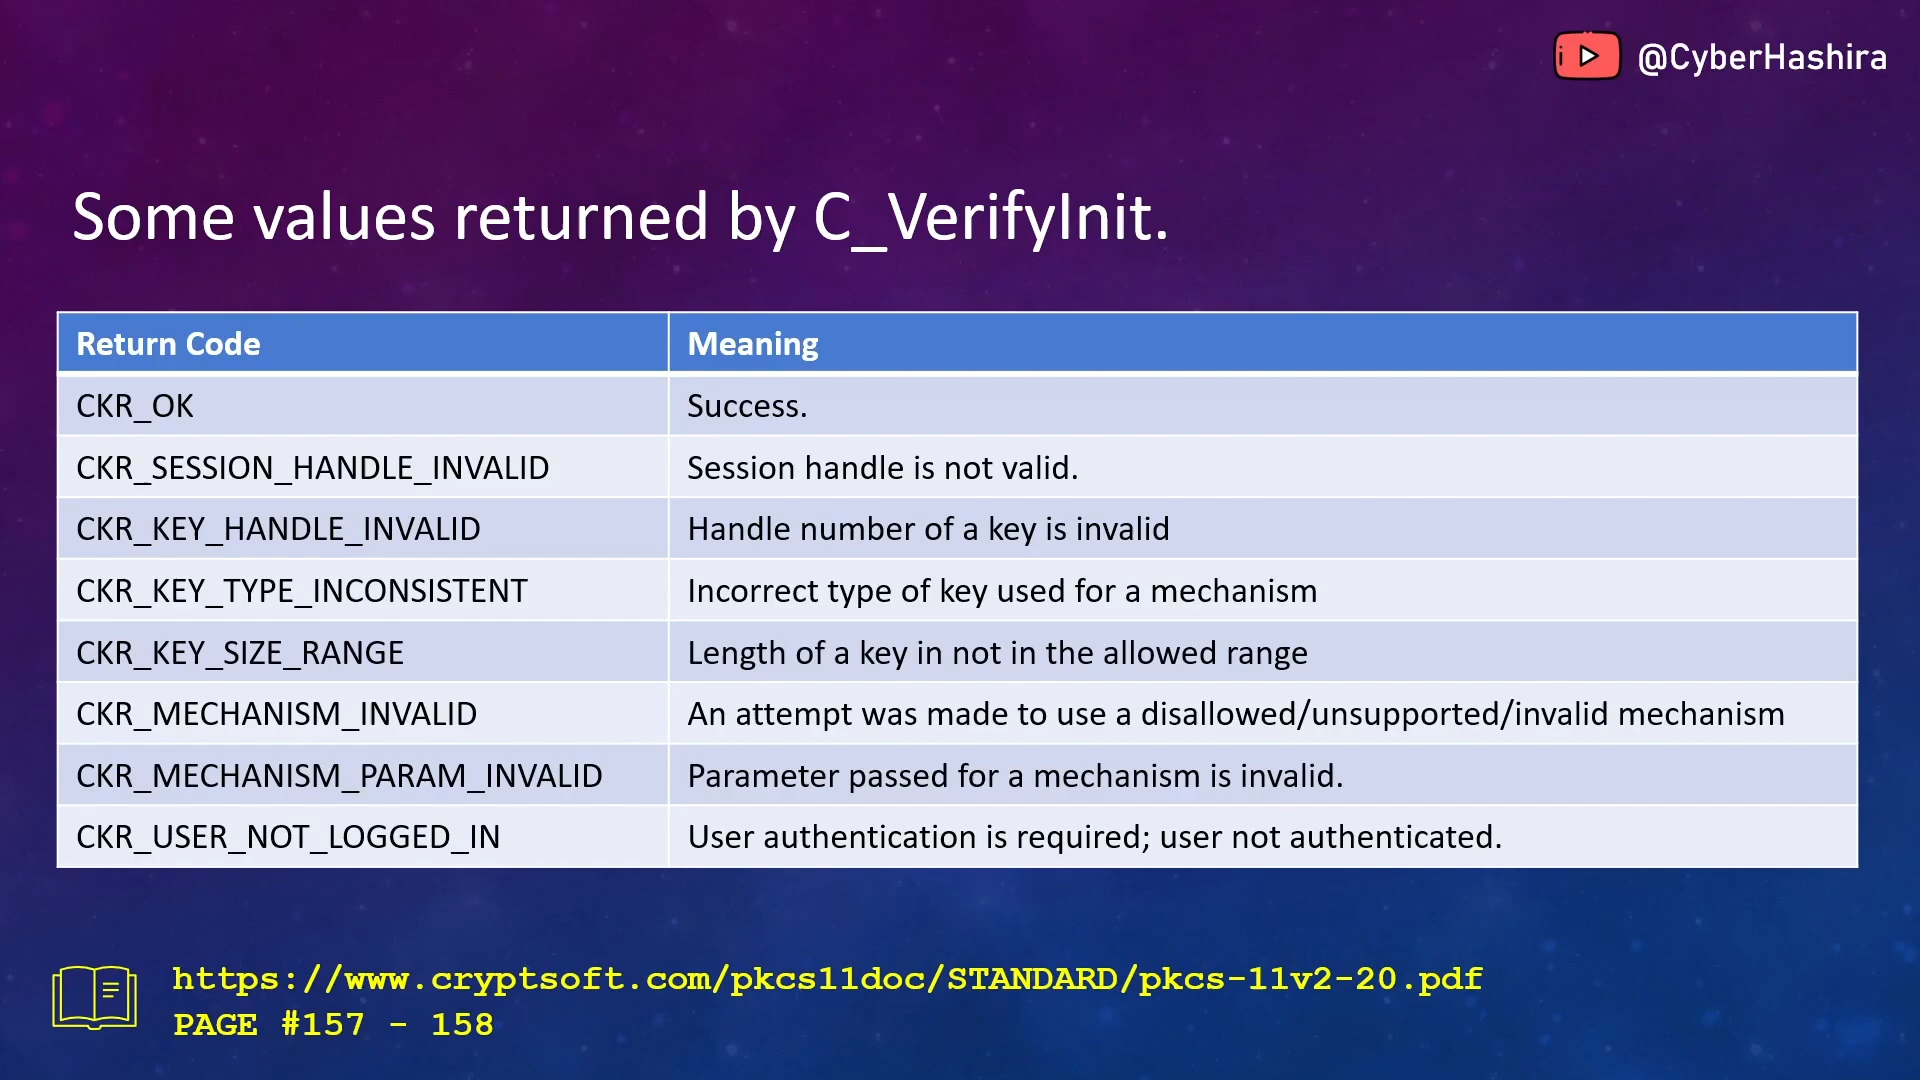 @CyberHashira
Some values returned by C_VerifyInit.
Return Code Meaning
CKR_OK Success.
CKR_SESSION_HANDLE_INVALID Session handle is not valid.
CKR_KEY_HANDLE_INVALID Handle number of a key is invalid
CKR_KEY_TYPE_INCONSISTENT Incorrect type of key used for a mechanism
CKR_KEY_SIZE_RANGE Length of a key in not in the allowed range
CKR_MECHANISM_INVALID An attempt was made to use a disallowed/unsupported/invalid mechanism
CKR_MECHANISM_PARAM_INVALID Parameter passed for a mechanism is invalid.
CKR_USER_NOT_LOGGED_IN User authentication is required; user not authenticated.
https://www.cryptsoft.com/pkcs11doc/STANDARD/pkcs-11v2-20.pdf
PAGE #157 - 158